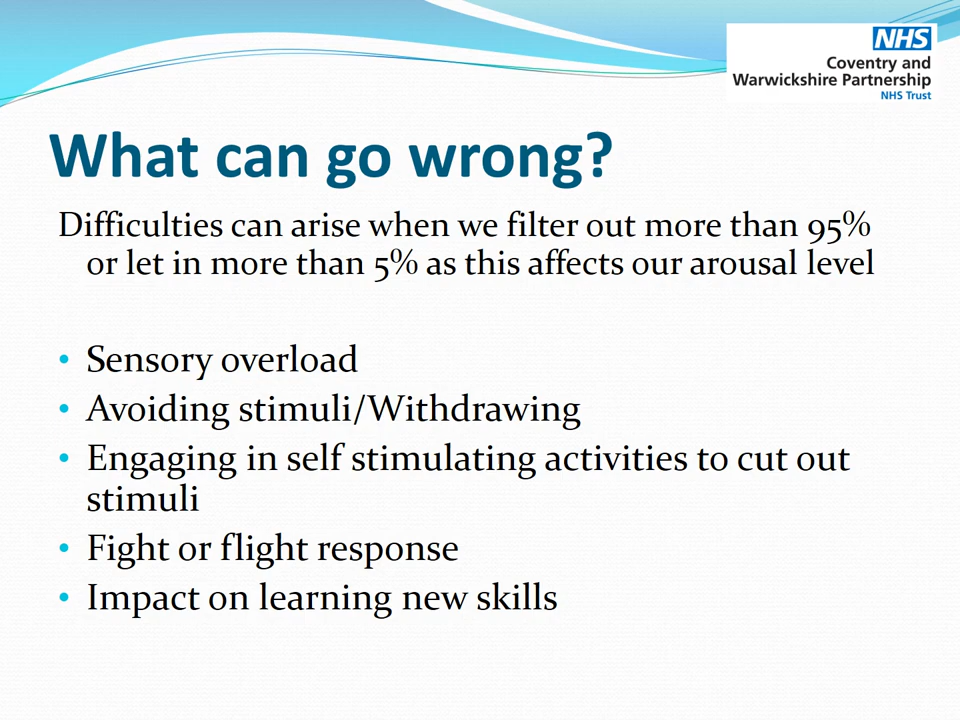 NHS
Coventry and
Warwickshire Partnership
NHS Trust
What can go wrong?
Difficulties can arise when we filter out more than 95%
or let in more than 5% as this affects our arousal level
• Sensory overload
• Avoiding stimuli/Withdrawing
• Engaging in self stimulating activities to cut out
stimuli
• Fight or flight response
• Impact on learning new skills